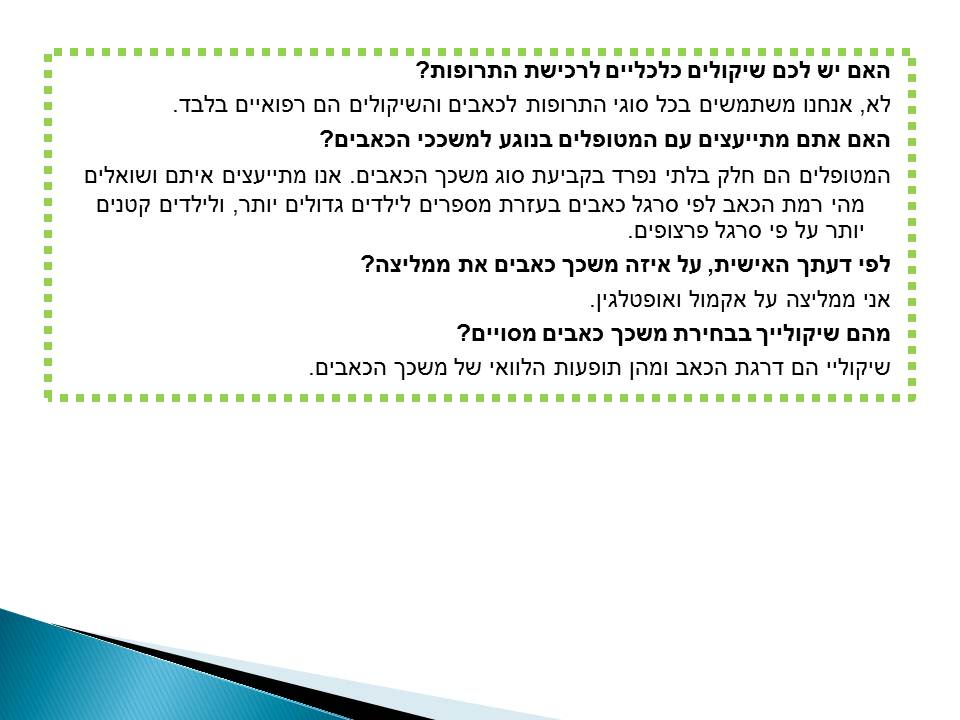 האם יש לכם שיקולים כלכליים לרכישת התרופות?
לא, אנחנו משתמשים בכל סוגי התרופות לכאבים והשיקולים הם רפואיים בלבד.
האם אתם מתייעצים עם המטופלים בנוגע למשככי הכאבים?
המטופלים הם חלק בלתי נפרד בקביעת סוג משכך הכאבים. אנו מתייעצים איתם ושואלים
מהי רמת הכאב לפי סרגל כאבים בעזרת מספרים לילדים גדולים יותר, ולילדים קטנים
יותר על פי סרגל פרצופים.
לפי דעתך האישית, על איזה משכך כאבים את ממליצה?
אני ממליצה על אקמול ואופטלגין.
מהם שיקולייך בבחירת משכך כאבים מסויים?
שיקוליי הם דרגת הכאב ומהן תופעות הלוואי של משכך הכאבים.